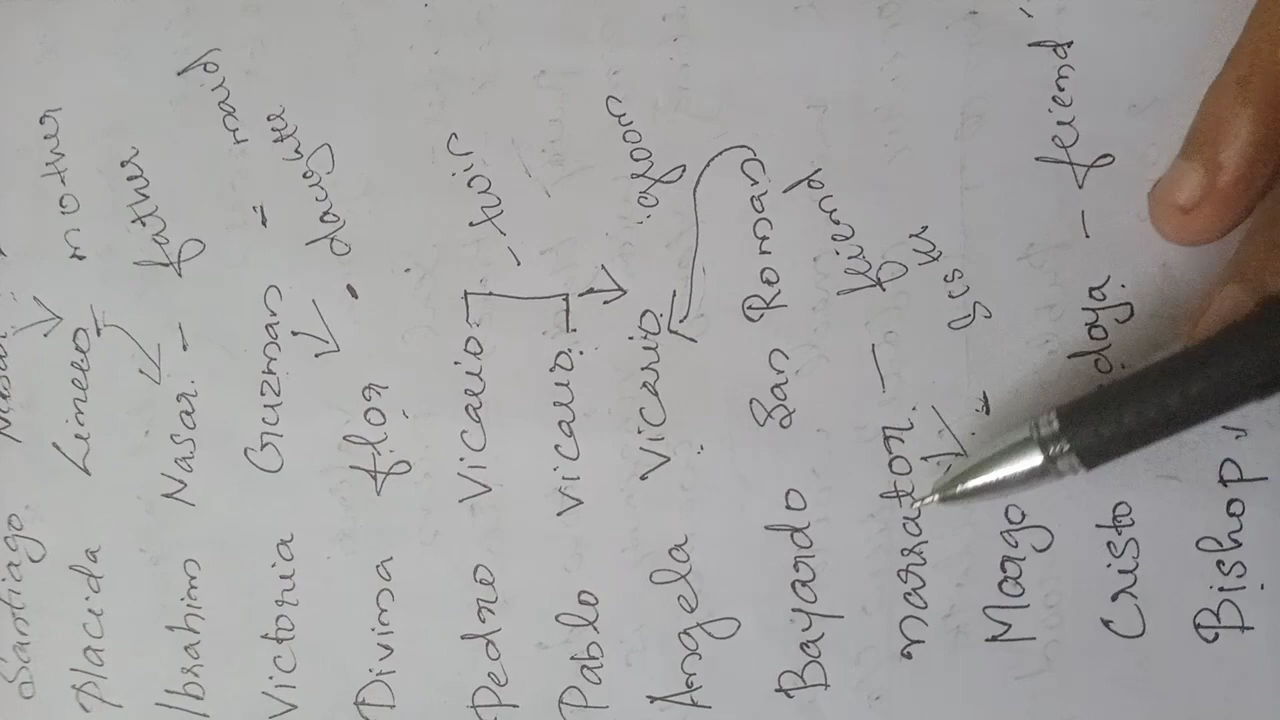 Santiago Nasar
Placida Linero mother
Ibrahim Nasar - father
Victoria Guzman - maid
Divina flor daughter
Pedro Vicario - twin
Pablo Vicario
Angela Vicario groom
Bayardo San Roman
narrator - friend
Margo sister
Cristo doya - friend
Bishop